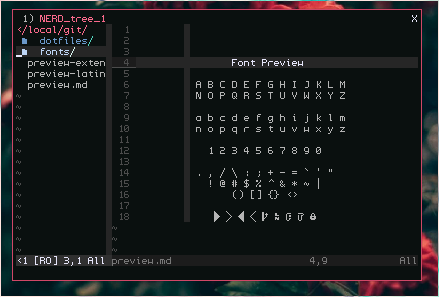 1) NERD_tree_1 X
</local/git/
dotfiles/
fonts/
preview-exten
preview-latin
preview.md
~
~
~
~
~
~
~
~
~
~
~
~
<1 [RO] 3,1 All
1
2
3
4 Font Preview
5
6 A B C D E F G H I J K L M
7 N O P Q R S T U V W X Y Z
8
9 a b c d e f g h i j k l m
10 n o p q r s t u v w x y z
11
12 1 2 3 4 5 6 7 8 9 0
13
14 . , / \ : ; + - = ` ' "
15 ! @ # $ % ^ & * ~ |
16 ( ) [ ] { } < >
17
18
~
~
preview.md 4,9 All